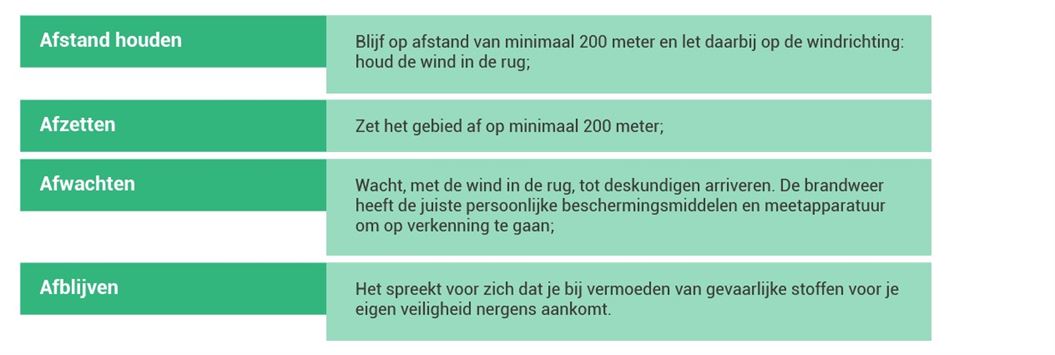 Afstand houden
Blijf op afstand van minimaal 200 meter en let daarbij op de windrichting:
houd de wind in de rug;
Afzetten
Zet het gebied af op minimaal 200 meter;
Afwachten
Wacht, met de wind in de rug, tot deskundigen arriveren. De brandweer
heeft de juiste persoonlijke beschermingsmiddelen en meetapparatuur
om op verkenning te gaan;
Afblijven
Het spreekt voor zich dat je bij vermoeden van gevaarlijke stoffen voor je
eigen veiligheid nergens aankomt.